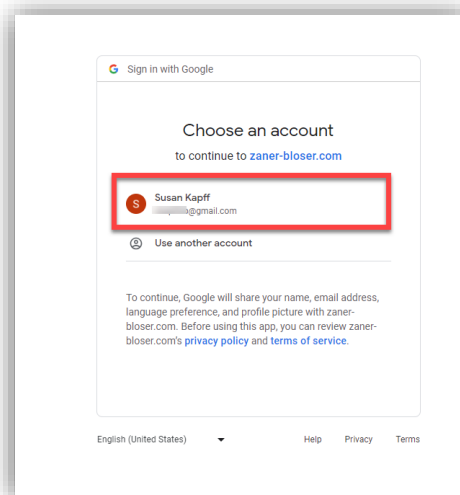 Sign in with Google
Choose an account
to continue to zaner-bloser.com
S
Susan Kapff
@gmail.com
Use another account
To continue, Google will share your name, email address,
language preference, and profile picture with zaner-
bloser.com. Before using this app, you can review zaner-
bloser.com's privacy policy and terms of service.
English (United States) Help Privacy Terms